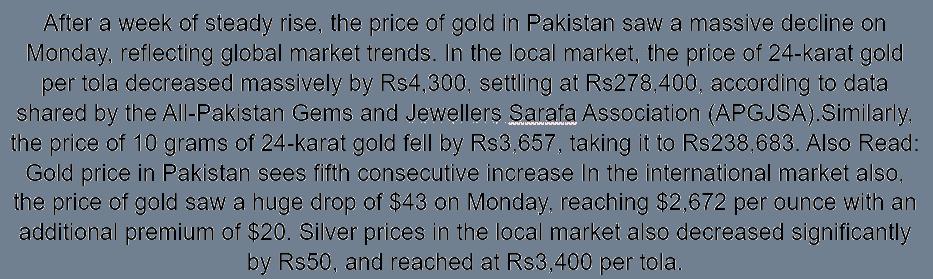 After a week of steady rise, the price of gold in Pakistan saw a massive decline on
Monday, reflecting global market trends. In the local market, the price of 24-karat gold
per tola decreased massively by Rs4,300, settling at Rs278,400, according to data
shared by the All-Pakistan Gems and Jewellers Sarafa Association (APGJSA).Similarly,
the price of 10 grams of 24-karat gold fell by Rs3,657, taking it to Rs238,683. Also Read:
Gold price in Pakistan sees fifth consecutive increase In the international market also,
the price of gold saw a huge drop of $43 on Monday, reaching $2,672 per ounce with an
additional premium of $20. Silver prices in the local market also decreased significantly
by Rs50, and reached at Rs3,400 per tola.